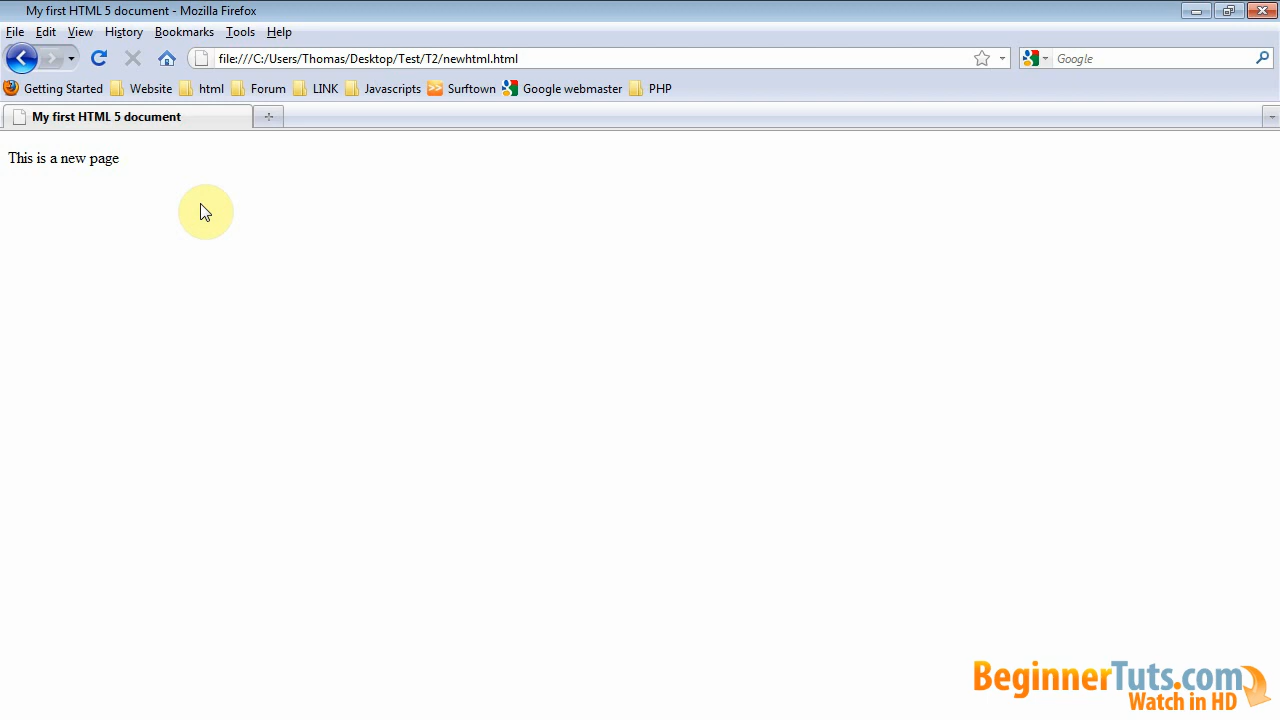 My first HTML 5 document - Mozilla Firefox
File Edit View History Bookmarks Tools Help
file:///C:/Users/Thomas/Desktop/Test/T2/newhtml.html Google
Getting Started Website html Forum LINK Javascripts Surftown Google webmaster PHP
My first HTML 5 document
This is a new page
BeginnerTuts.com
Watch in HD